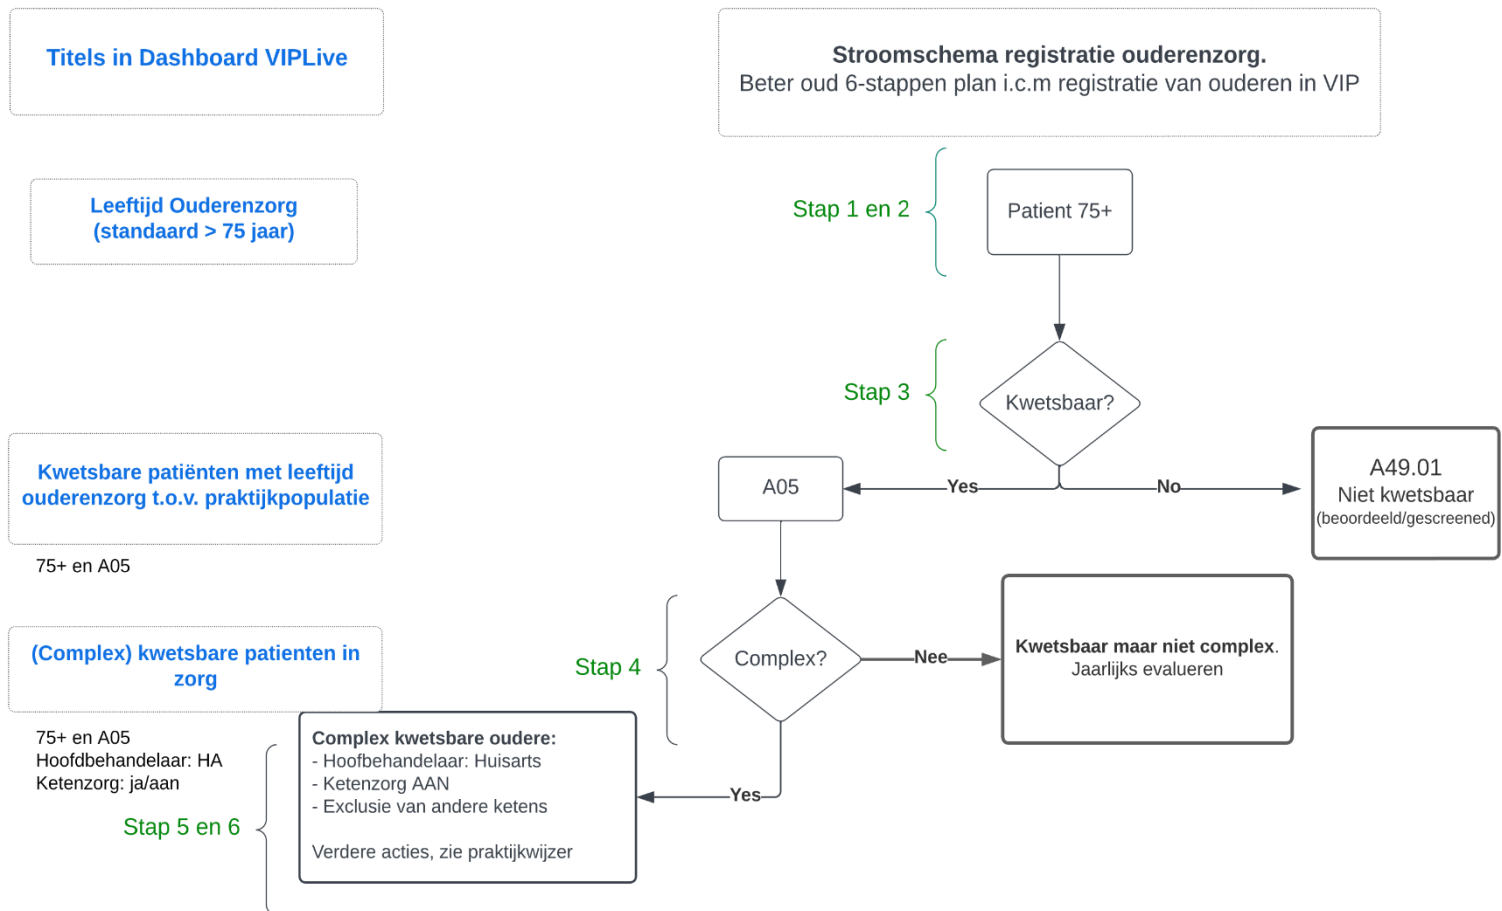 Titels in Dashboard VIPLive
Stroomschema registratie ouderenzorg.
Beter oud 6-stappen plan i.c.m registratie van ouderen in VIP
Leeftijd Ouderenzorg
(standaard > 75 jaar)
Stap 1 en 2
Patient 75+
Stap 3
Kwetsbaar?
Kwetsbare patiënten met leeftijd
ouderenzorg t.o.v. praktijkpopulatie
75+ en A05
A05
Yes
No
A49.01
Niet kwetsbaar
(beoordeeld/gescreened)
(Complex) kwetsbare patienten in
zorg
Stap 4
Complex?
Nee
Kwetsbaar maar niet complex.
Jaarlijks evalueren
75+ en A05
Hoofdbehandelaar: HA
Ketenzorg: ja/aan
Stap 5 en 6
Complex kwetsbare oudere:
- Hoofbehandelaar: Huisarts
- Ketenzorg AAN
- Exclusie van andere ketens
Verdere acties, zie praktijkwijzer
Yes